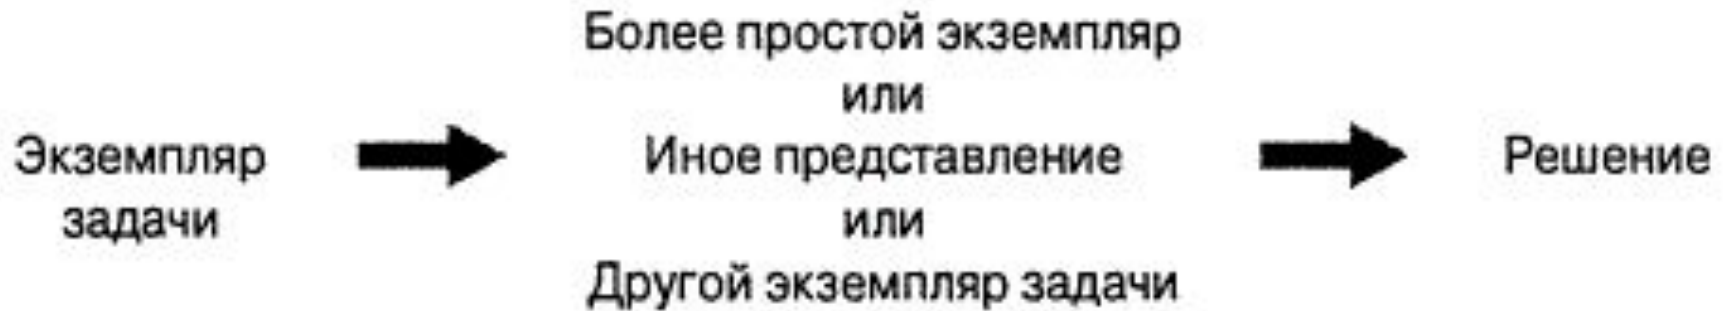 Экземпляр
задачи
Более простой экземпляр
или
Иное представление
или
Другой экземпляр задачи
Решение